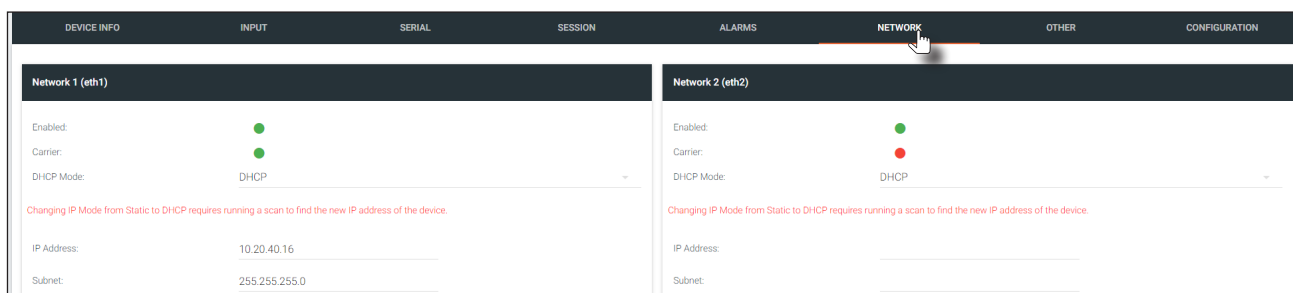 DEVICE INFO INPUT SERIAL SESSION ALARMS NETWORK OTHER CONFIGURATION
Network 1 (eth1)
Enabled:
Carrier:
DHCP Mode: DHCP
Changing IP Mode from Static to DHCP requires running a scan to find the new IP address of the device.
IP Address: 10.20.40.16
Subnet: 255.255.255.0
Network 2 (eth2)
Enabled:
Carrier:
DHCP Mode: DHCP
Changing IP Mode from Static to DHCP requires running a scan to find the new IP address of the device.
IP Address:
Subnet: